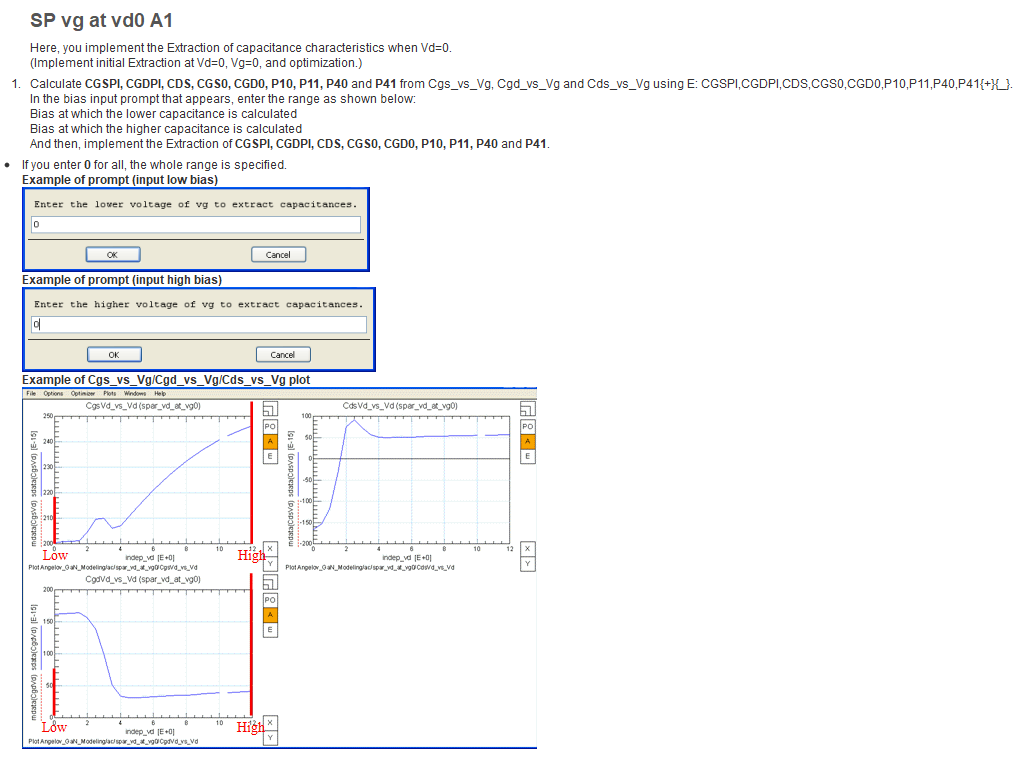 SP vg at vd0 A1
Here, you implement the Extraction of capacitance characteristics when Vd=0.
(Implement initial Extraction at Vd=0, Vg=0, and optimization.)
1. Calculate CGSPI, CGDPI, CDS, CGS0, CGD0, P10, P11, P40 and P41 from Cgs_vs_Vg, Cgd_vs_Vg and Cds_vs_Vg using E: CGSPI,CGDPI,CDS,CGS0,CGD0,P10,P11,P40,P41{+}{_}.
In the bias input prompt that appears, enter the range as shown below:
Bias at which the lower capacitance is calculated
Bias at which the higher capacitance is calculated
And then, implement the Extraction of CGSPI, CGDPI, CDS, CGS0, CGD0, P10, P11, P40 and P41.
• If you enter 0 for all, the whole range is specified.
Example of prompt (input low bias)
Enter the lower voltage of vg to extract capacitances.
0
OK Cancel
Example of prompt (input high bias)
Enter the higher voltage of vg to extract capacitances.
0
OK Cancel
Example of Cgs_vs_Vg/Cgd_vs_Vg/Cds_vs_Vg plot
File Options Optimizer Plots Windows Help
CgsVd_vs_Vd (spar_vd_at_vg0)
mdata(CgsVd) sdata(CgsVd) [E-15]
250
240
230
220
210
200
0 2 4 6 8 10 12
Low High
indep_vd [E+0]
Plot Angelov_GaN_Modeling/ac/spar_vd_at_vg0/CgsVd_vs_Vd
PO
A
E
X
Y
CdsVd_vs_Vd (spar_vd_at_vg0)
mdata(CdsVd) sdata(CdsVd) [E-15]
100
50
0
-50
-100
-150
-200
0 2 4 6 8 10 12
indep_vd [E+0]
Plot Angelov_GaN_Modeling/ac/spar_vd_at_vg0/CdsVd_vs_Vd
PO
A
E
X
Y
CgdVd_vs_Vd (spar_vd_at_vg0)
mdata(CgdVd) sdata(CgdVd) [E-15]
200
150
100
50
0
0 2 4 6 8 10 12
Low High
indep_vd [E+0]
Plot Angelov_GaN_Modeling/ac/spar_vd_at_vg0/CgdVd_vs_Vd
PO
A
E
X
Y